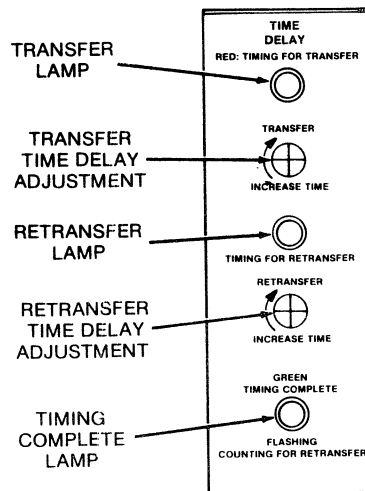 TIME
DELAY
RED: TIMING FOR TRANSFER
TRANSFER
LAMP
TRANSFER
TRANSFER
TIME DELAY
ADJUSTMENT
INCREASE TIME
RETRANSFER
LAMP
TIMING FOR RETRANSFER
RETRANSFER
RETRANSFER
TIME DELAY
ADJUSTMENT
INCREASE TIME
GREEN
TIMING COMPLETE
TIMING
COMPLETE
LAMP
FLASHING
COUNTING FOR RETRANSFER